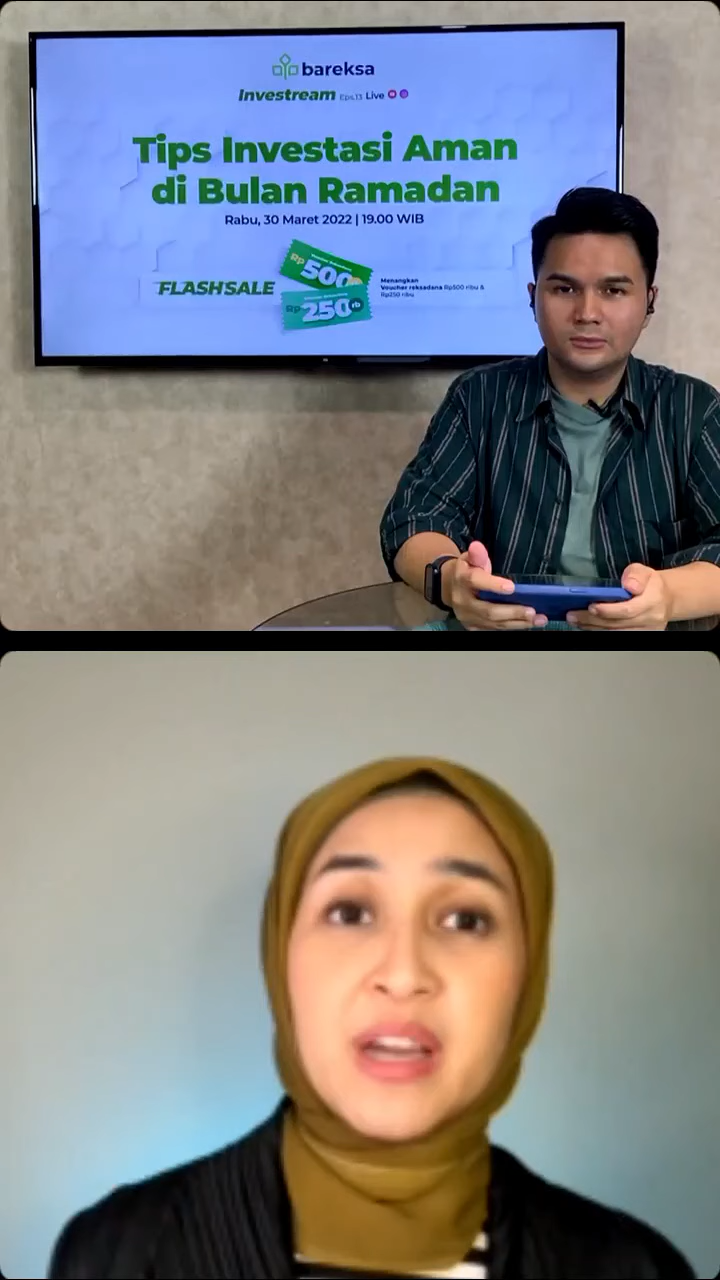 bareksa
Investream Eps.13 Live
Tips Investasi Aman
di Bulan Ramadan
Rabu, 30 Maret 2022 | 19.00 WIB
FLASHSALE
Rp 500
Rp 250 rb
Menangkan
Voucher reksadana Rp500 ribu &
Rp250 ribu